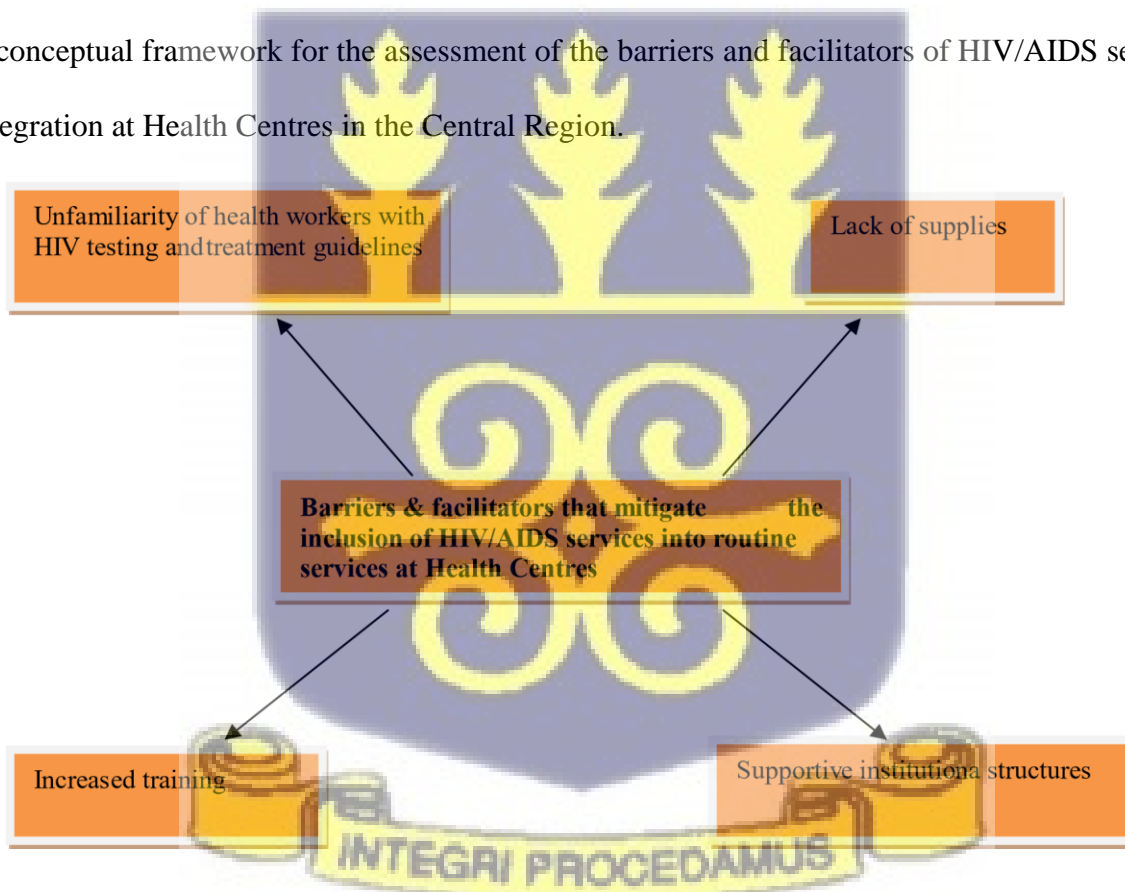 conceptual framework for the assessment of the barriers and facilitators of HIV/AIDS se
egration at Health Centres in the Central Region.
Unfamiliarity of health workers with
HIV testing andtreatment guidelines
Lack of supplies
Barriers & facilitators that mitigate the
inclusion of HIV/AIDS services into routine
services at Health Centres
Increased training
Supportive institutiona structures
INTEGRI PROCEDAMUS